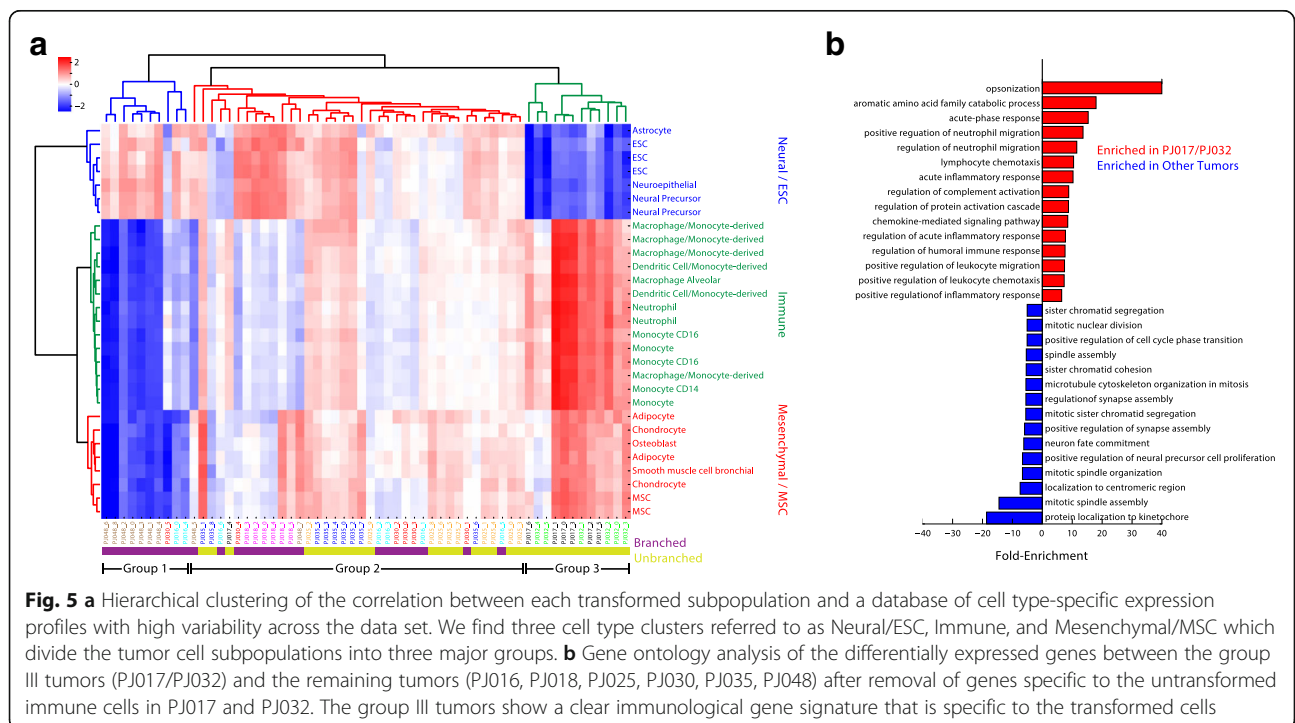 a
2
0
−2
Astrocyte
ESC
ESC
ESC
Neuroepithelial
Neural Precursor
Neural Precursor
Macrophage/Monocyte-derived
Macrophage/Monocyte-derived
Macrophage/Monocyte-derived
Dendritic Cell/Monocyte-derived
Macrophage Alveolar
Dendritic Cell/Monocyte-derived
Neutrophil
Neutrophil
Monocyte CD16
Monocyte
Monocyte CD16
Macrophage/Monocyte-derived
Monocyte CD14
Monocyte
Adipocyte
Chondrocyte
Osteoblast
Adipocyte
Smooth muscle cell bronchial
Chondrocyte
MSC
MSC
Neural / ESC
Immune
Mesenchymal / MSC
Branched
Unbranched
Group 1
Group 2
Group 3
b
opsonization
aromatic amino acid family catabolic process
acute-phase response
positive reguation of neutrophil migration
regulation of neutrophil migration
lymphocyte chemotaxis
acute inflammatory response
regulation of complement activation
regulation of protein activation cascade
chemokine-mediated signaling pathway
regulation of acute inflammatory response
regulation of humoral immune response
positive regulation of leukocyte migration
positive regulation of leukocyte chemotaxis
positive regulationof inflammatory response
Enriched in PJ017/PJ032
Enriched in Other Tumors
sister chromatid segregation
mitotic nuclear division
positive regulation of cell cycle phase transition
spindle assembly
sister chromatid cohesion
microtubule cytoskeleton organization in mitosis
regulationof synapse assembly
mitotic sister chromatid segregation
positive regulation of synapse assembly
neuron fate commitment
positive regulation of neural precursor cell proliferation
mitotic spindle organization
localization to centromeric region
mitotic spindle assembly
protein localization to kinetochore
−40 −30 −20 −10 0 10 20 30 40
Fold-Enrichment
Fig. 5 a Hierarchical clustering of the correlation between each transformed subpopulation and a database of cell type-specific expression
profiles with high variability across the data set. We find three cell type clusters referred to as Neural/ESC, Immune, and Mesenchymal/MSC which
divide the tumor cell subpopulations into three major groups. b Gene ontology analysis of the differentially expressed genes between the group
III tumors (PJ017/PJ032) and the remaining tumors (PJ016, PJ018, PJ025, PJ030, PJ035, PJ048) after removal of genes specific to the untransformed
immune cells in PJ017 and PJ032. The group III tumors show a clear immunological gene signature that is specific to the transformed cells